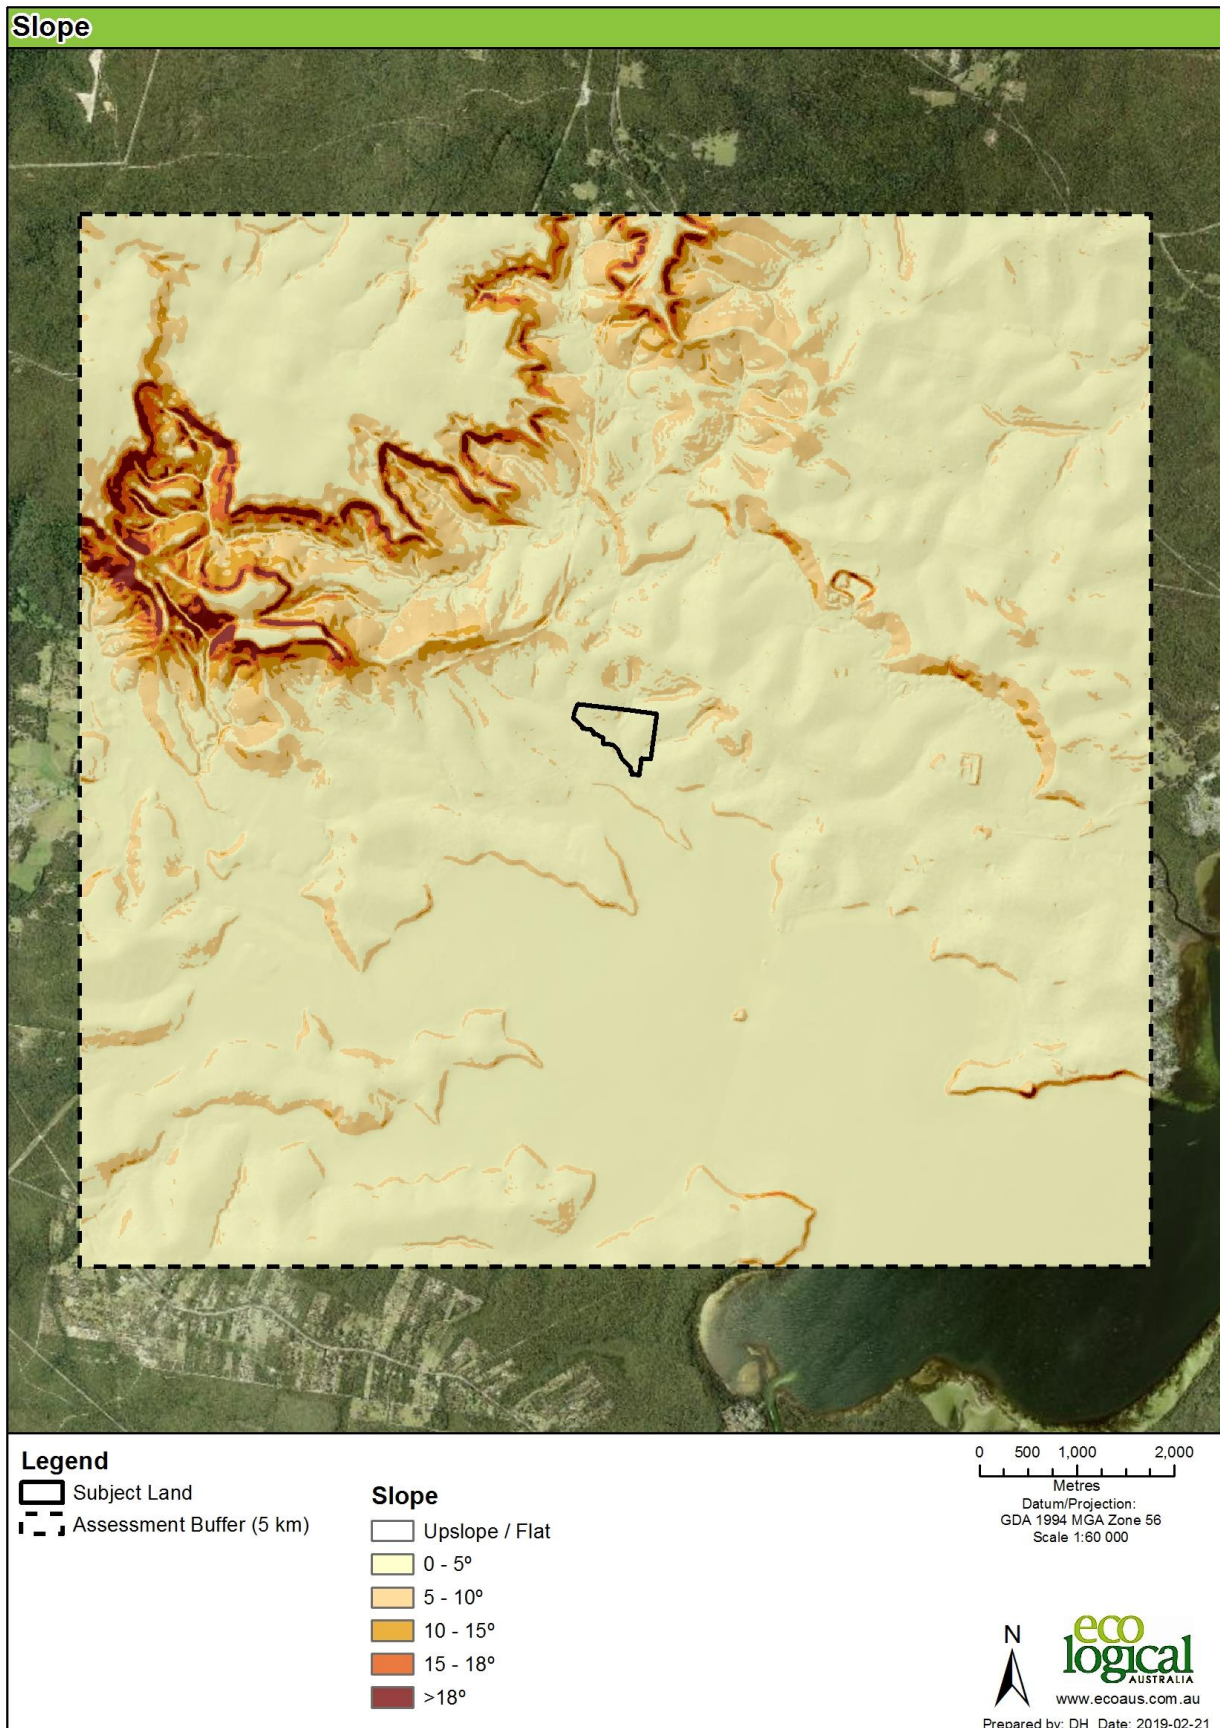 Slope
Legend
Subject Land
Assessment Buffer (5 km)
Slope
Upslope / Flat
0 - 5º
5 - 10º
10 - 15º
15 - 18º
>18º
0 500 1,000 2,000
Metres
Datum/Projection:
GDA 1994 MGA Zone 56
Scale 1:60 000
N
eco
logical
AUSTRALIA
www.ecoaus.com.au
Prepared by: DH Date: 2019-02-21